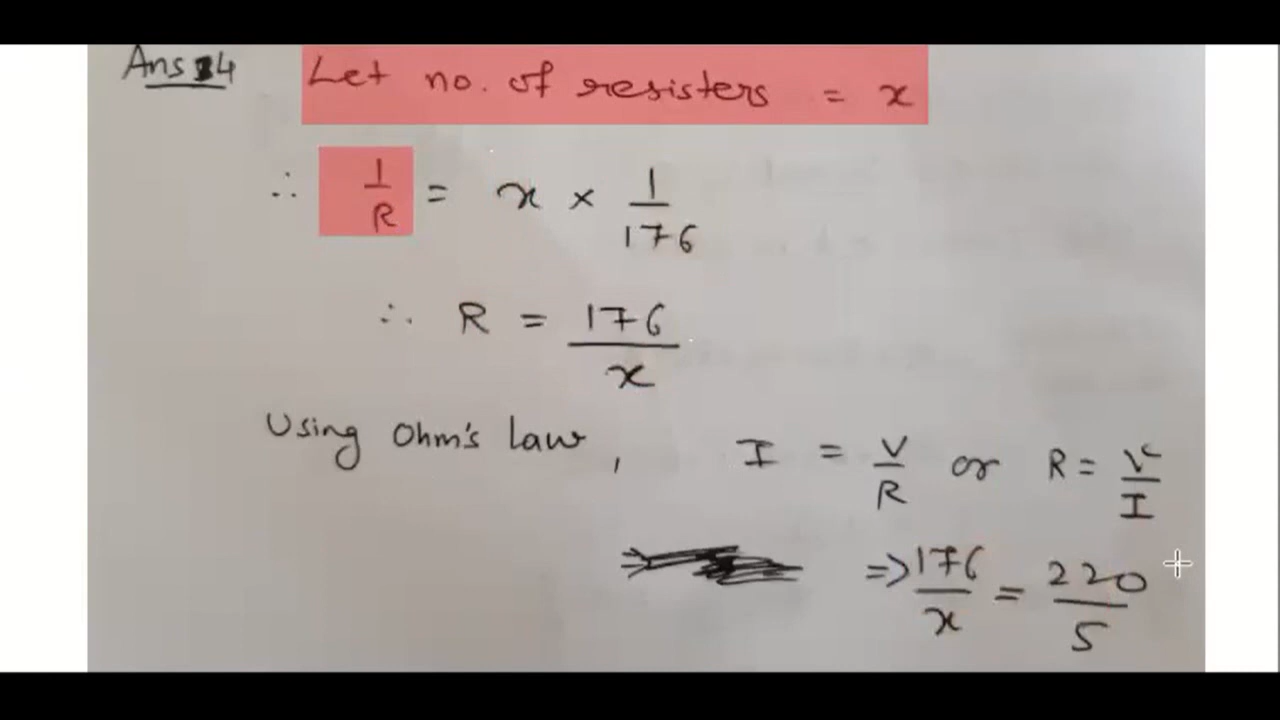 Ans 4 Let no. of resisters = x
∴ 1/R = x × 1/176
∴ R = 176/x
Using Ohm's law, I = V/R or R = V/I
=> 176/x = 220/5